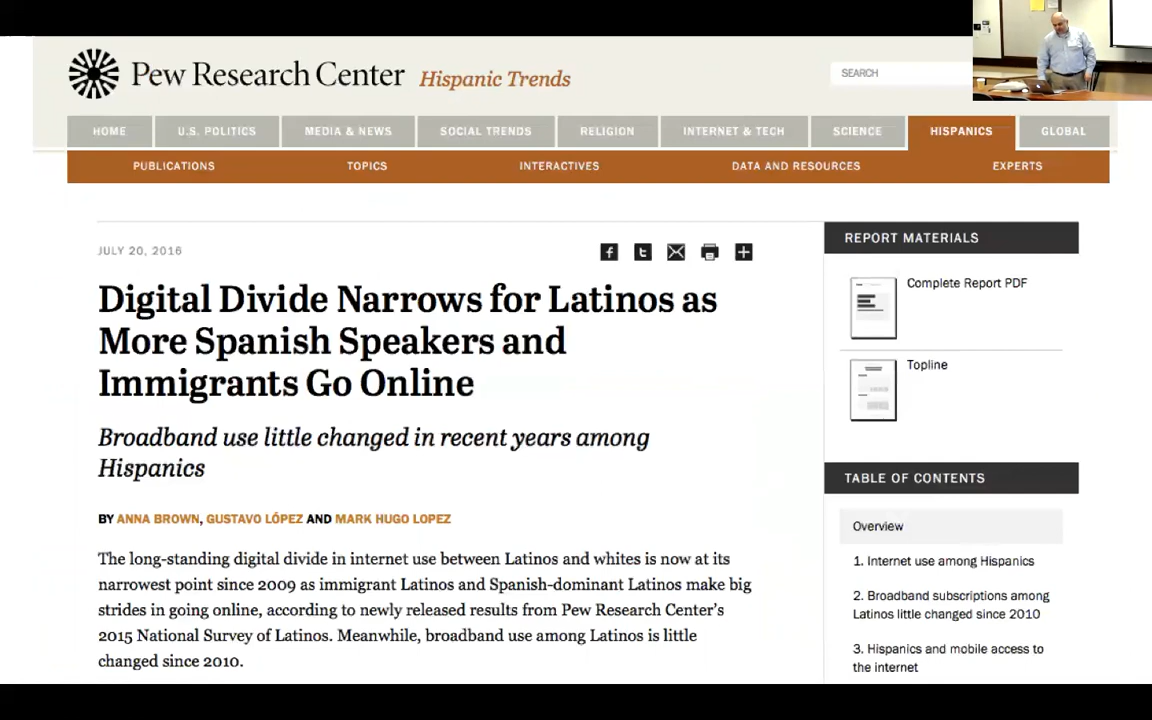 Pew Research Center Hispanic Trends
SEARCH
HOME
U.S. POLITICS
MEDIA & NEWS
SOCIAL TRENDS
RELIGION
INTERNET & TECH
SCIENCE
HISPANICS
GLOBAL
PUBLICATIONS
TOPICS
INTERACTIVES
DATA AND RESOURCES
EXPERTS
JULY 20, 2016
Digital Divide Narrows for Latinos as
More Spanish Speakers and
Immigrants Go Online
Broadband use little changed in recent years among
Hispanics
BY ANNA BROWN, GUSTAVO LÓPEZ AND MARK HUGO LOPEZ
The long-standing digital divide in internet use between Latinos and whites is now at its
narrowest point since 2009 as immigrant Latinos and Spanish-dominant Latinos make big
strides in going online, according to newly released results from Pew Research Center's
2015 National Survey of Latinos. Meanwhile, broadband use among Latinos is little
changed since 2010.
REPORT MATERIALS
Complete Report PDF
Topline
TABLE OF CONTENTS
Overview
1. Internet use among Hispanics
2. Broadband subscriptions among
Latinos little changed since 2010
3. Hispanics and mobile access to
the internet